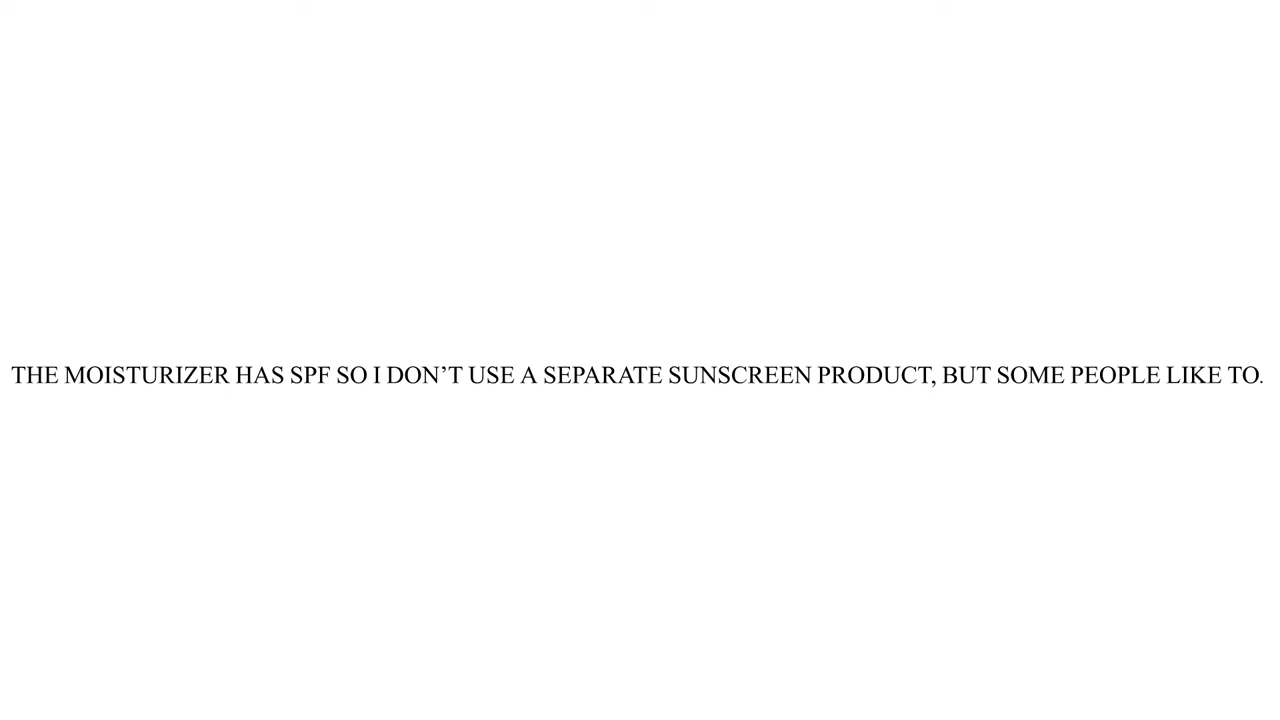 THE MOISTURIZER HAS SPF SO I DON’T USE A SEPARATE SUNSCREEN PRODUCT, BUT SOME PEOPLE LIKE TO.